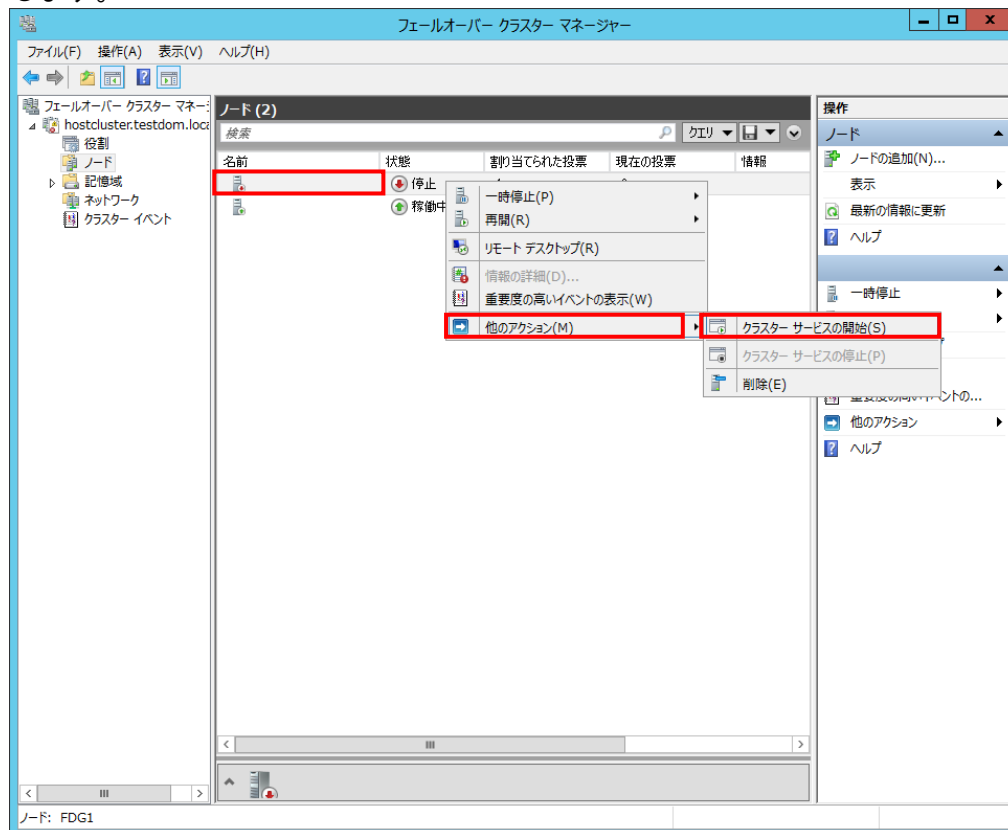 フェールオーバー クラスター マネージャー
ファイル(F) 操作(A) 表示(V) ヘルプ(H)
フェールオーバー クラスター マネー
hostcluster.testdom.loca
役割
ノード
記憶域
ネットワーク
クラスター イベント
ノード (2)
検索
クエリ
名前 状態 割り当てられた投票 現在の投票 情報
停止
稼働中
一時停止(P)
再開(R)
リモート デスクトップ(R)
情報の詳細(D)...
重要度の高いイベントの表示(W)
他のアクション(M)
クラスター サービスの開始(S)
クラスター サービスの停止(P)
削除(E)
操作
ノード
ノードの追加(N)...
表示
最新の情報に更新
ヘルプ
一時停止
重要度の高いイベントの...
他のアクション
ヘルプ
ノード: FDG1